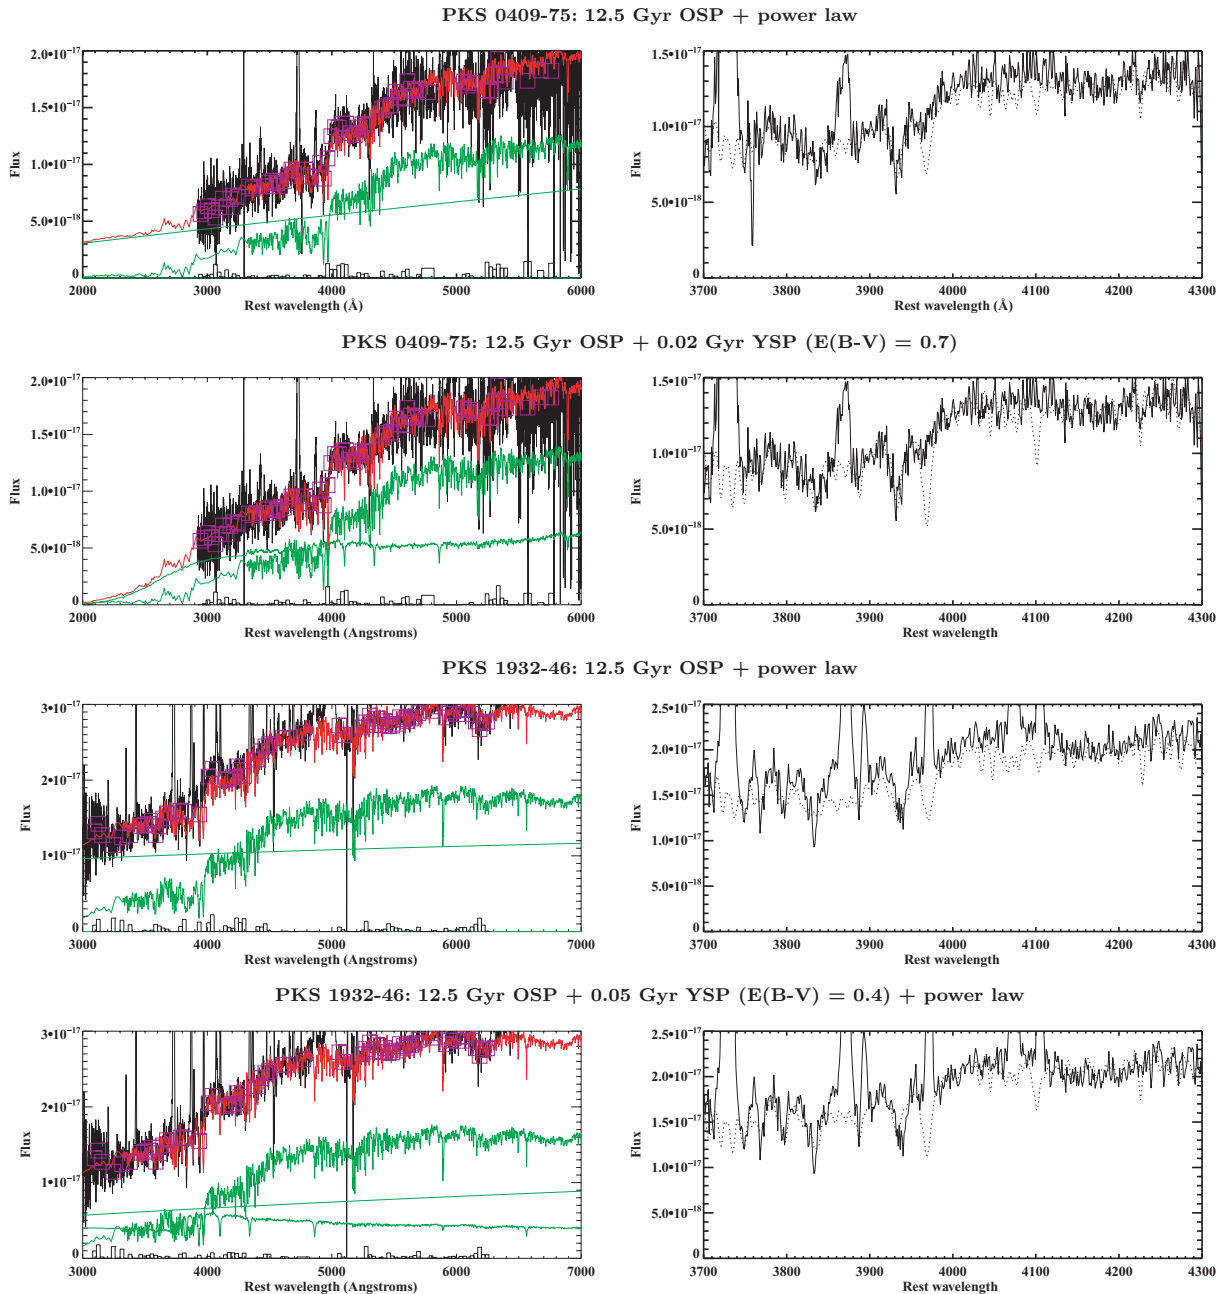 PKS 0409-75: 12.5 Gyr OSP + power law
2.0•10⁻¹⁷
1.5•10⁻¹⁷
1.0•10⁻¹⁷
5.0•10⁻¹⁸
0
Flux
2000 3000 4000 5000 6000
Rest wavelength (Å)
1.5•10⁻¹⁷
1.0•10⁻¹⁷
5.0•10⁻¹⁸
0
Flux
3700 3800 3900 4000 4100 4200 4300
Rest wavelength (Å)
PKS 0409-75: 12.5 Gyr OSP + 0.02 Gyr YSP (E(B-V) = 0.7)
2.0•10⁻¹⁷
1.5•10⁻¹⁷
1.0•10⁻¹⁷
5.0•10⁻¹⁸
0
Flux
2000 3000 4000 5000 6000
Rest wavelength (Angstroms)
1.5•10⁻¹⁷
1.0•10⁻¹⁷
5.0•10⁻¹⁸
0
Flux
3700 3800 3900 4000 4100 4200 4300
Rest wavelength
PKS 1932-46: 12.5 Gyr OSP + power law
3•10⁻¹⁷
2•10⁻¹⁷
1•10⁻¹⁷
0
Flux
3000 4000 5000 6000 7000
Rest wavelength (Angstroms)
2.5•10⁻¹⁷
2.0•10⁻¹⁷
1.5•10⁻¹⁷
1.0•10⁻¹⁷
5.0•10⁻¹⁸
0
Flux
3700 3800 3900 4000 4100 4200 4300
Rest wavelength
PKS 1932-46: 12.5 Gyr OSP + 0.05 Gyr YSP (E(B-V) = 0.4) + power law
3•10⁻¹⁷
2•10⁻¹⁷
1•10⁻¹⁷
0
Flux
3000 4000 5000 6000 7000
Rest wavelength (Angstroms)
2.5•10⁻¹⁷
2.0•10⁻¹⁷
1.5•10⁻¹⁷
1.0•10⁻¹⁷
5.0•10⁻¹⁸
0
Flux
3700 3800 3900 4000 4100 4200 4300
Rest wavelength